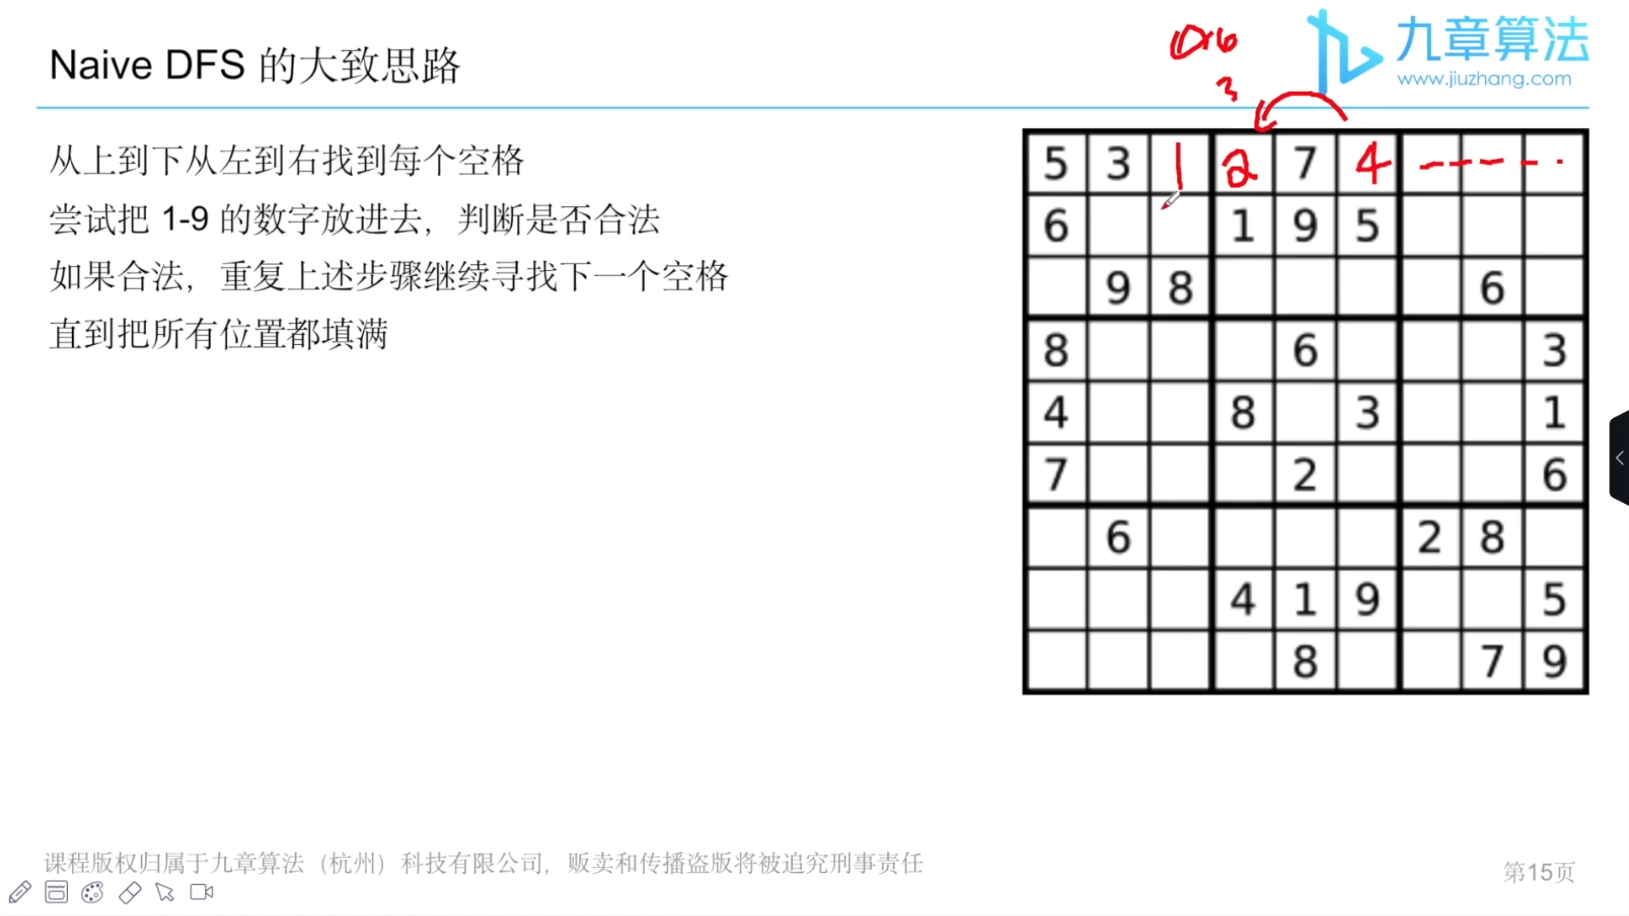 Naive DFS 的大致思路
九章算法
www.jiuzhang.com
从上到下从左到右找到每个空格
尝试把 1-9 的数字放进去，判断是否合法
如果合法，重复上述步骤继续寻找下一个空格
直到把所有位置都填满
3
5 3 1 2 7 4
6 1 9 5
9 8 6
8 6 3
4 8 3 1
7 2 6
6 2 8
4 1 9 5
8 7 9
课程版权归属于九章算法（杭州）科技有限公司，贩卖和传播盗版将被追究刑事责任
第15页